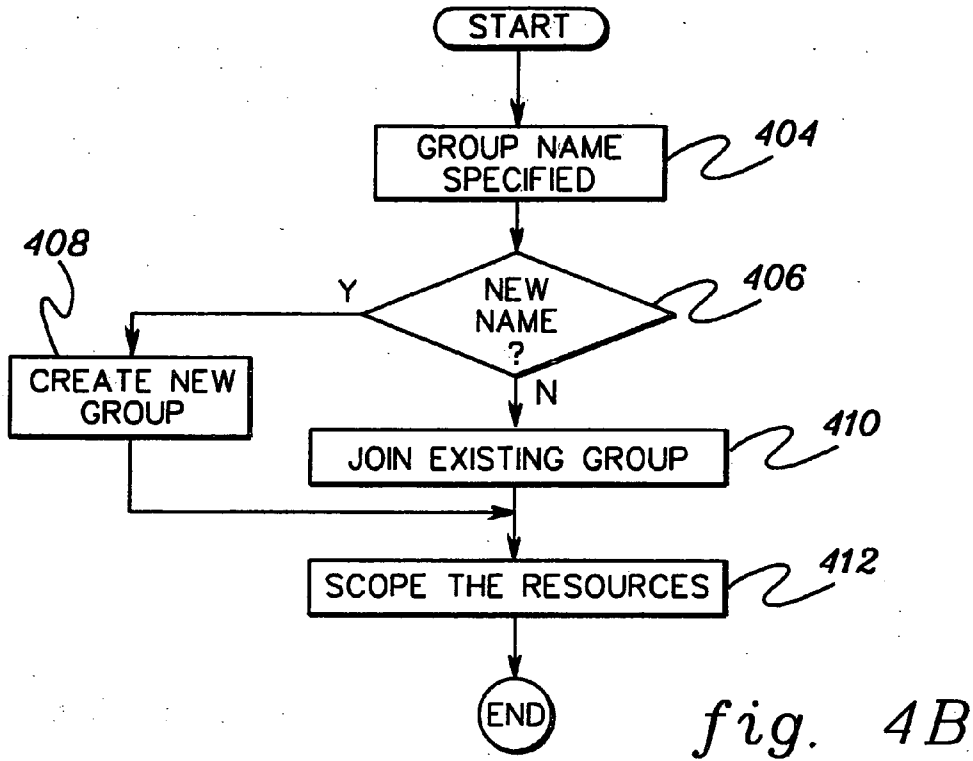 START
GROUP NAME
SPECIFIED
404
NEW
NAME
?
406
Y
408
CREATE NEW
GROUP
N
JOIN EXISTING GROUP
410
SCOPE THE RESOURCES
412
END
fig. 4B